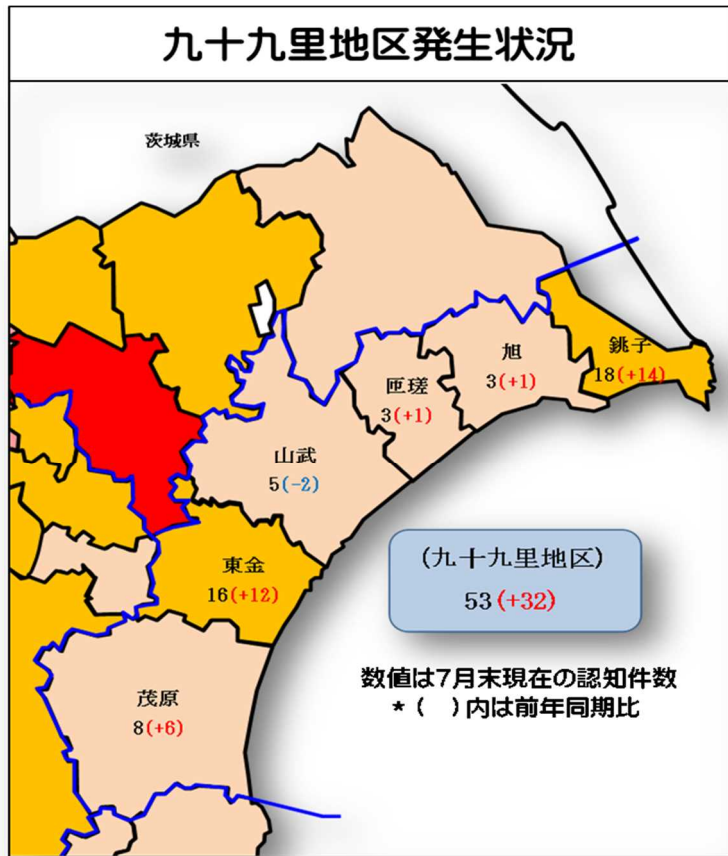 九十九里地区発生状況
茨城県
銚子
18(+14)
旭
3(+1)
匝瑳
3(+1)
山武
5(-2)
東金
16(+12)
(九十九里地区)
53(+32)
数値は7月末現在の認知件数
*( )内は前年同期比
茂原
8(+6)